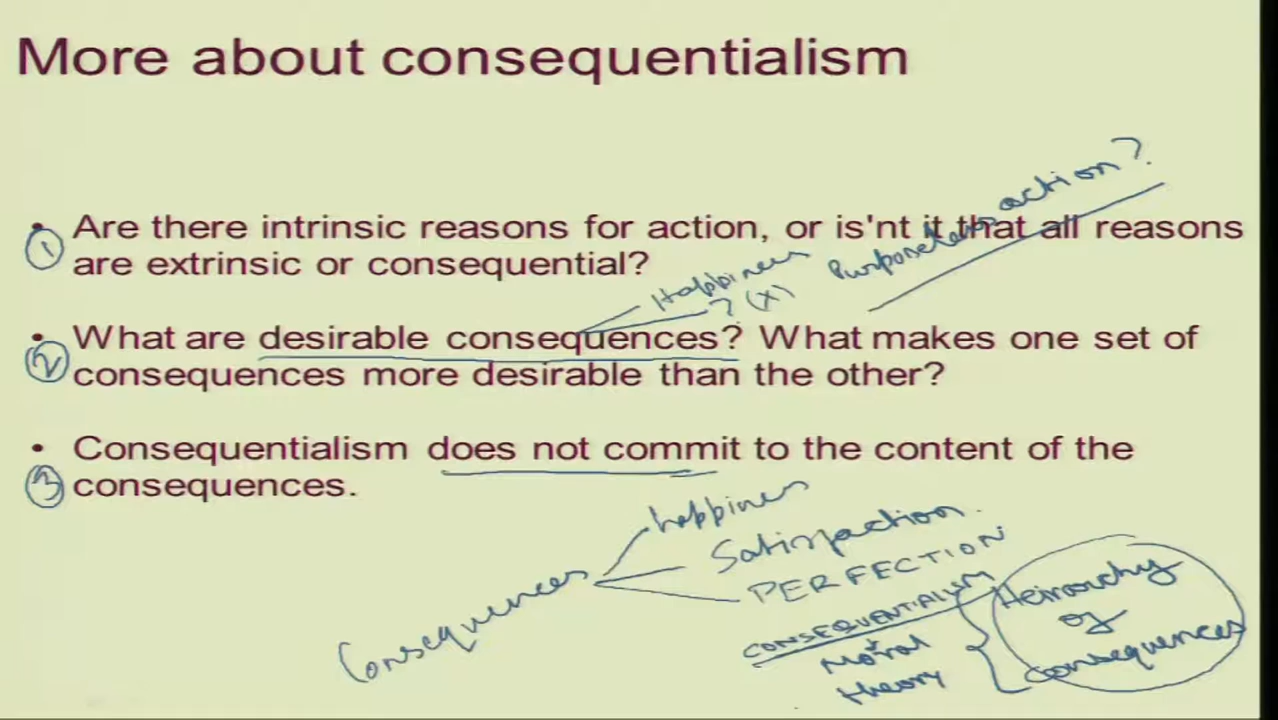 More about consequentialism
action?
• Are there intrinsic reasons for action, or is'nt it that all reasons
① are extrinsic or consequential?
Happiness
? (x)
• What are desirable consequences? What makes one set of
② consequences more desirable than the other?
• Consequentialism does not commit to the content of the
③ consequences.
happiness
Satisfaction.
PERFECTION
Consequences
CONSEQUENTIALISM
Moral
theory
Heirarchy
of
Consequences